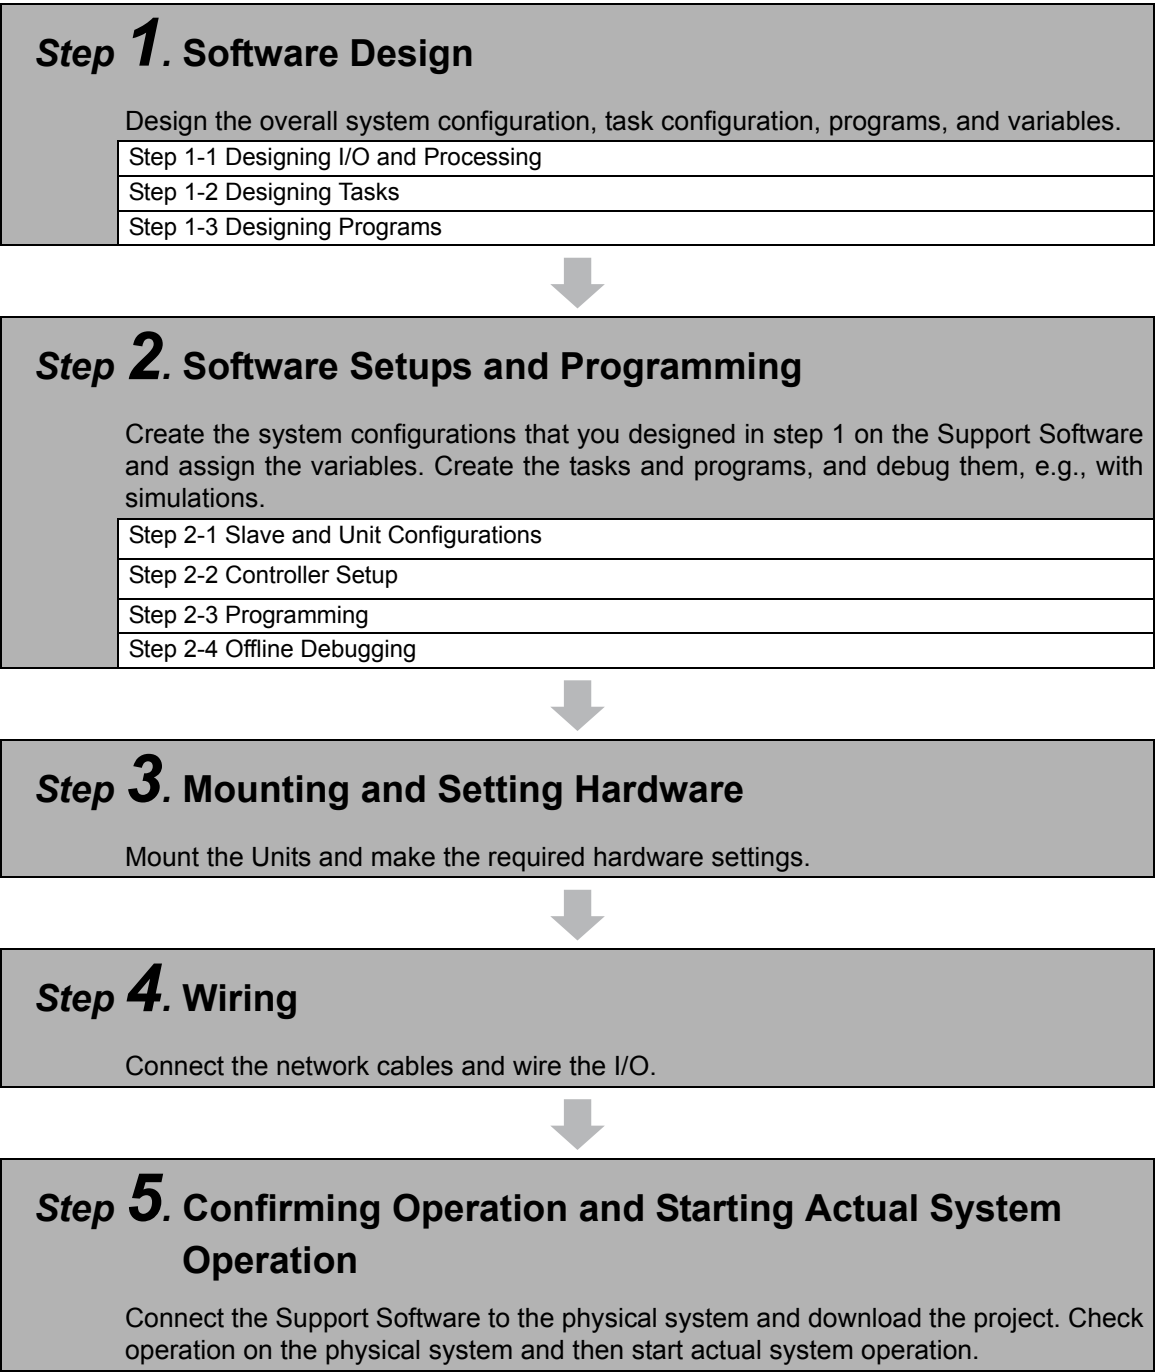 Step 1. Software Design
Design the overall system configuration, task configuration, programs, and variables.
Step 1-1 Designing I/O and Processing
Step 1-2 Designing Tasks
Step 1-3 Designing Programs
Step 2. Software Setups and Programming
Create the system configurations that you designed in step 1 on the Support Software
and assign the variables. Create the tasks and programs, and debug them, e.g., with
simulations.
Step 2-1 Slave and Unit Configurations
Step 2-2 Controller Setup
Step 2-3 Programming
Step 2-4 Offline Debugging
Step 3. Mounting and Setting Hardware
Mount the Units and make the required hardware settings.
Step 4. Wiring
Connect the network cables and wire the I/O.
Step 5. Confirming Operation and Starting Actual System
Operation
Connect the Support Software to the physical system and download the project. Check
operation on the physical system and then start actual system operation.